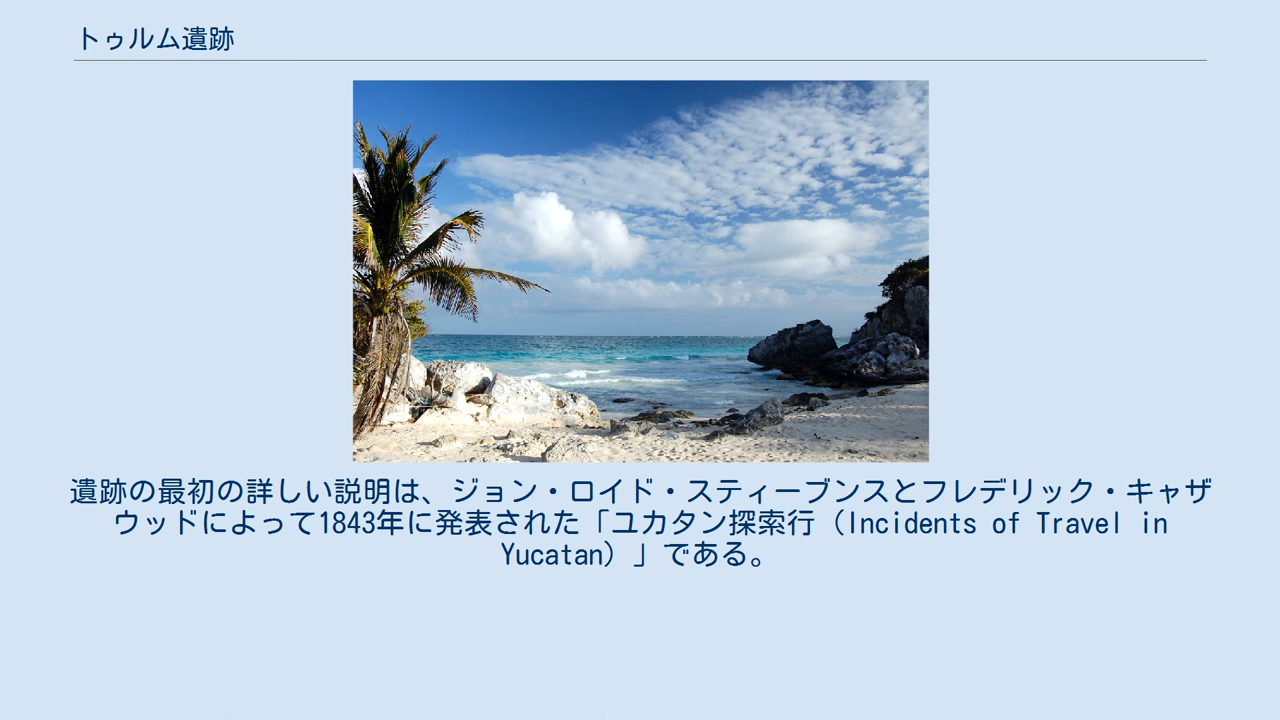 トゥルム遺跡
遺跡の最初の詳しい説明は、ジョン・ロイド・スティーブンスとフレデリック・キャザ
ウッドによって1843年に発表された「ユカタン探索行（Incidents of Travel in
Yucatan）」である。